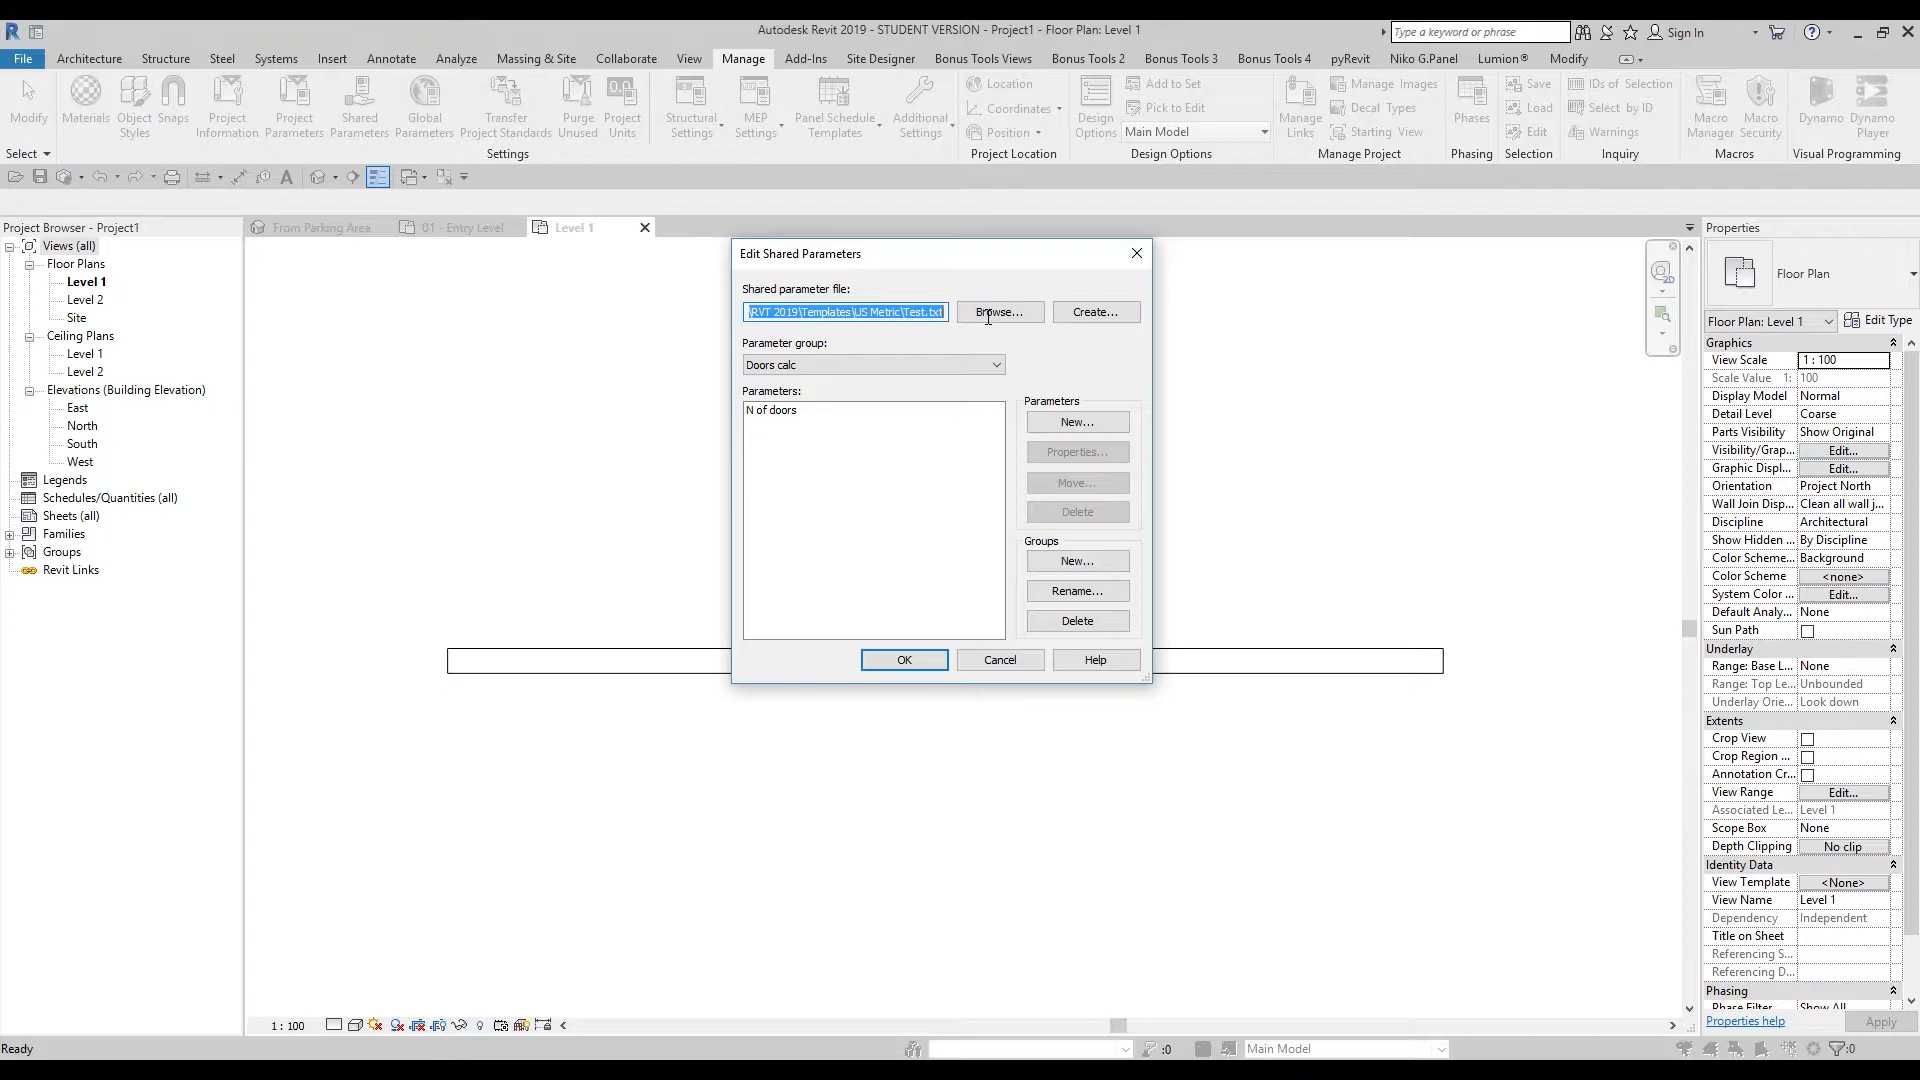 Autodesk Revit 2019 - STUDENT VERSION - Project1 - Floor Plan: Level 1
Type a keyword or phrase
Sign In
File Architecture Structure Steel Systems Insert Annotate Analyze Massing & Site Collaborate View Manage Add-Ins Site Designer Bonus Tools Views Bonus Tools 2 Bonus Tools 3 Bonus Tools 4 pyRevit Niko G.Panel Lumion® Modify
Modify
Materials
Object Styles
Snaps
Project Information
Project Parameters
Shared Parameters
Global Parameters
Transfer Project Standards
Purge Unused
Project Units
Structural Settings
MEP Settings
Panel Schedule Templates
Additional Settings
Location
Coordinates
Position
Design Options
Add to Set
Pick to Edit
Main Model
Manage Links
Manage Images
Decal Types
Starting View
Phases
Save
Load
Edit
IDs of Selection
Select by ID
Warnings
Macro Manager
Macro Security
Dynamo
Dynamo Player
Select
Settings
Project Location
Design Options
Manage Project
Phasing
Selection
Inquiry
Macros
Visual Programming
Project Browser - Project1
Views (all)
Floor Plans
Level 1
Level 2
Site
Ceiling Plans
Level 1
Level 2
Elevations (Building Elevation)
East
North
South
West
Legends
Schedules/Quantities (all)
Sheets (all)
Families
Groups
Revit Links
From Parking Area
01 - Entry Level
Level 1
Edit Shared Parameters
Shared parameter file:
\RVT 2019\Templates\US Metric\Test.txt
Browse...
Create...
Parameter group:
Doors calc
Parameters:
N of doors
Parameters
New...
Properties...
Move...
Delete
Groups
New...
Rename...
Delete
OK
Cancel
Help
2D
Properties
Floor Plan
Floor Plan: Level 1
Edit Type
Graphics
View Scale 1 : 100
Scale Value 1: 100
Display Model Normal
Detail Level Coarse
Parts Visibility Show Original
Visibility/Grap... Edit...
Graphic Displ... Edit...
Orientation Project North
Wall Join Disp... Clean all wall j...
Discipline Architectural
Show Hidden ... By Discipline
Color Scheme... Background
Color Scheme <none>
System Color ... Edit...
Default Analy... None
Sun Path
Underlay
Range: Base L... None
Range: Top Le... Unbounded
Underlay Orie... Look down
Extents
Crop View
Crop Region ...
Annotation Cr...
View Range Edit...
Associated Le... Level 1
Scope Box None
Depth Clipping No clip
Identity Data
View Template <None>
View Name Level 1
Dependency Independent
Title on Sheet
Referencing S...
Referencing D...
Phasing
Phase Filter Show All
Properties help
Apply
1 : 100
Ready
:0
Main Model
:0